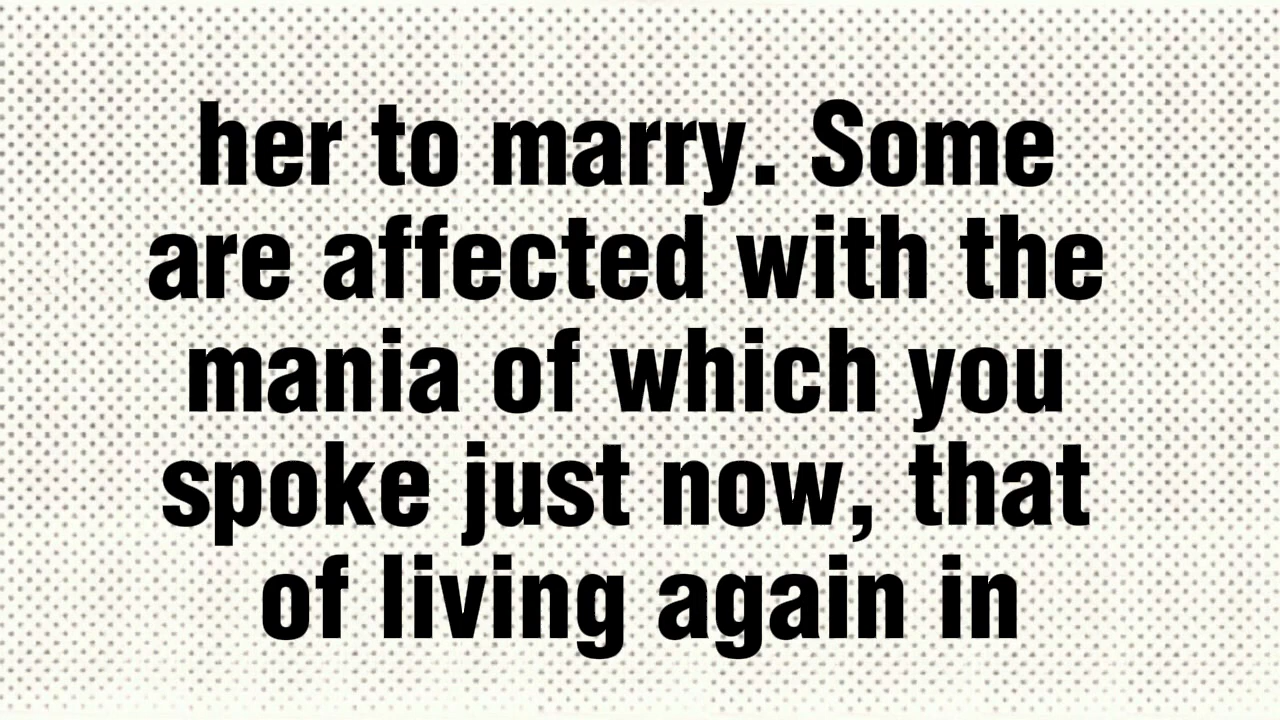 her to marry. Some
are affected with the
mania of which you
spoke just now, that
of living again in